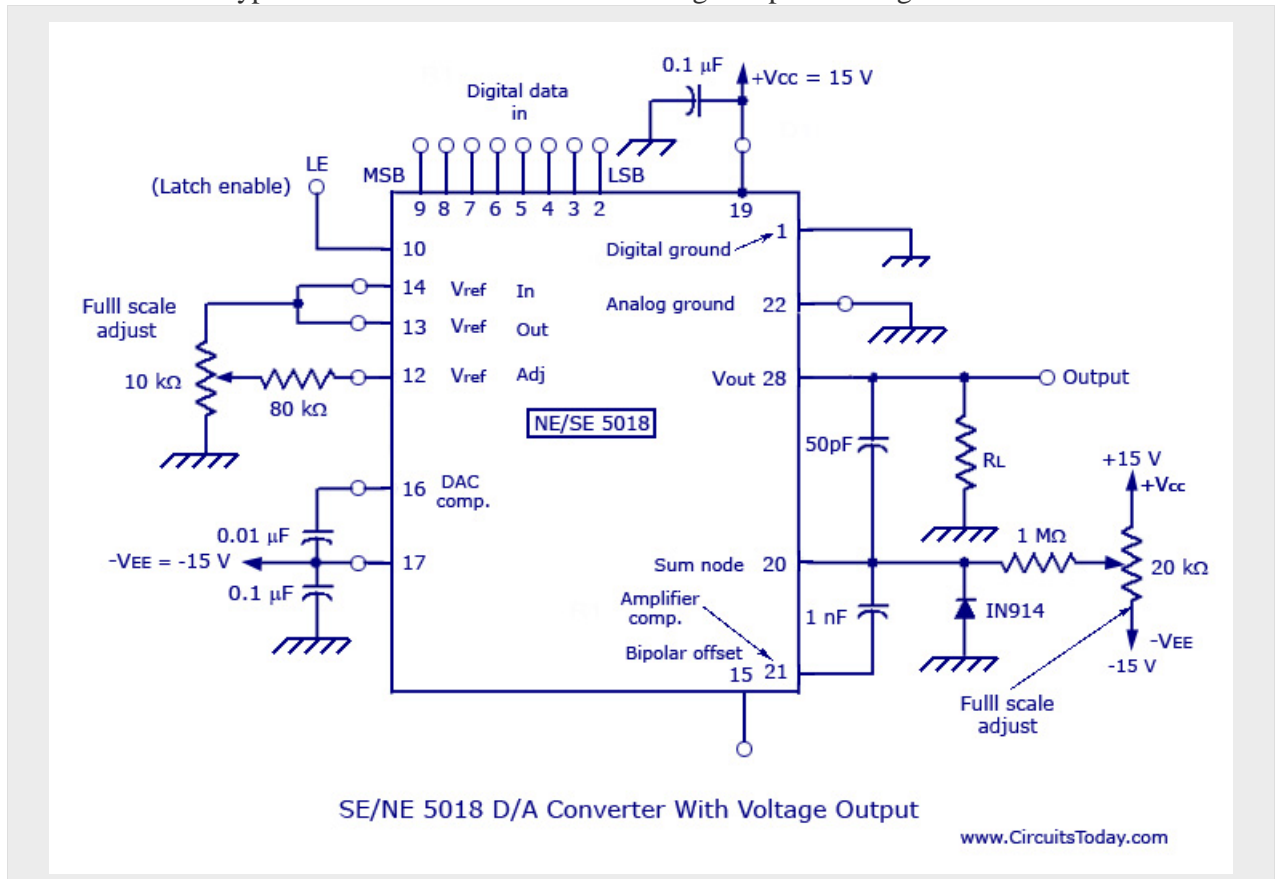 0.1 µF
+Vcc = 15 V
Digital data
in
LE
(Latch enable)
MSB
LSB
9 8 7 6 5 4 3 2
19
1
10
Digital ground
14 Vref In
Analog ground 22
Fulll scale
adjust
13 Vref Out
10 kΩ
12 Vref Adj
Vout 28
Output
80 kΩ
NE/SE 5018
50pF
RL
+15 V
+Vcc
16 DAC
comp.
0.01 µF
1 MΩ
-VEE = -15 V
17
Sum node 20
20 kΩ
0.1 µF
Amplifier
comp.
1 nF
IN914
Bipolar offset
15 21
-VEE
-15 V
Fulll scale
adjust
SE/NE 5018 D/A Converter With Voltage Output
www.CircuitsToday.com